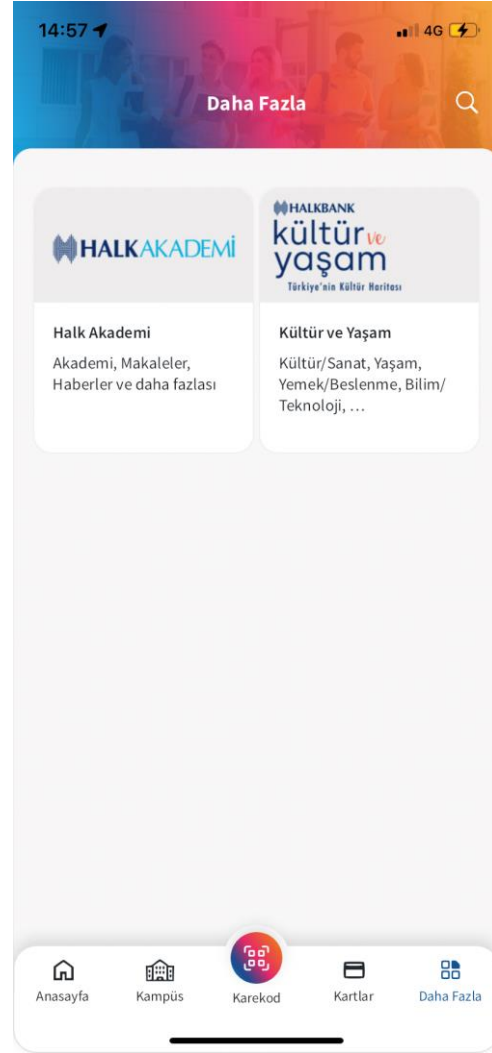 14:57
4G
Daha Fazla
HALKAKADEMİ
HALKBANK
kültür ve
yaşam
Türkiye'nin Kültür Haritası
Halk Akademi
Akademi, Makaleler,
Haberler ve daha fazlası
Kültür ve Yaşam
Kültür/Sanat, Yaşam,
Yemek/Beslenme, Bilim/
Teknoloji, ...
Anasayfa
Kampüs
Karekod
Kartlar
Daha Fazla